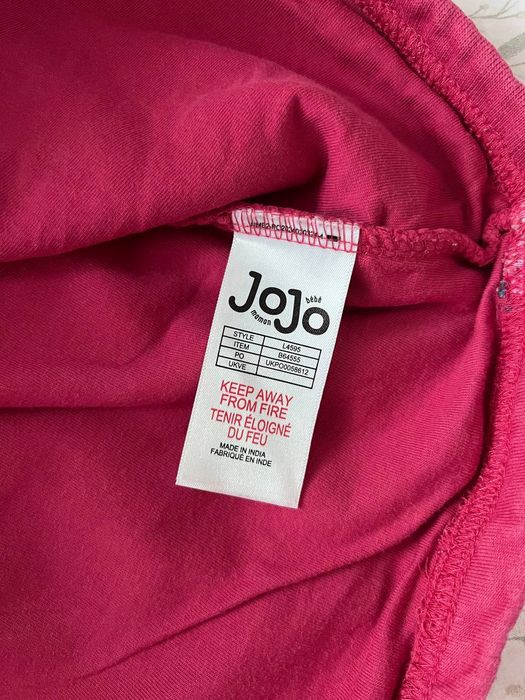 JoJo
maman bébé
STYLE L4595
ITEM B64555
PO UKPO0058612
UKVE
KEEP AWAY
FROM FIRE
TENIR ÉLOIGNÉ
DU FEU
MADE IN INDIA
FABRIQUÉ EN INDE